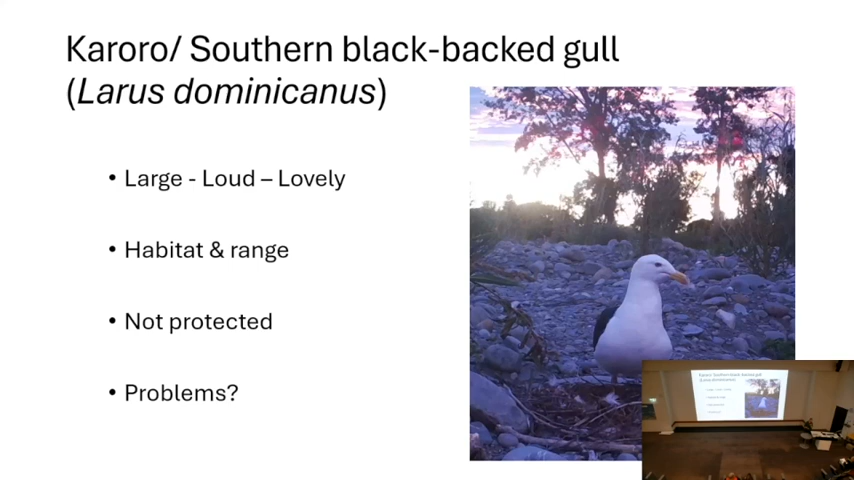 Karoro/ Southern black-backed gull
(Larus dominicanus)
• Large - Loud – Lovely
• Habitat & range
• Not protected
• Problems?